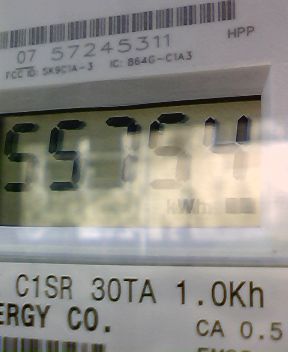 07 57245311
HPP
FCC ID: SK9C1A-3 IC: 864G-C1A3
55754
kWh
C1SR 30TA 1.0Kh
ERGY CO.
CA 0.5